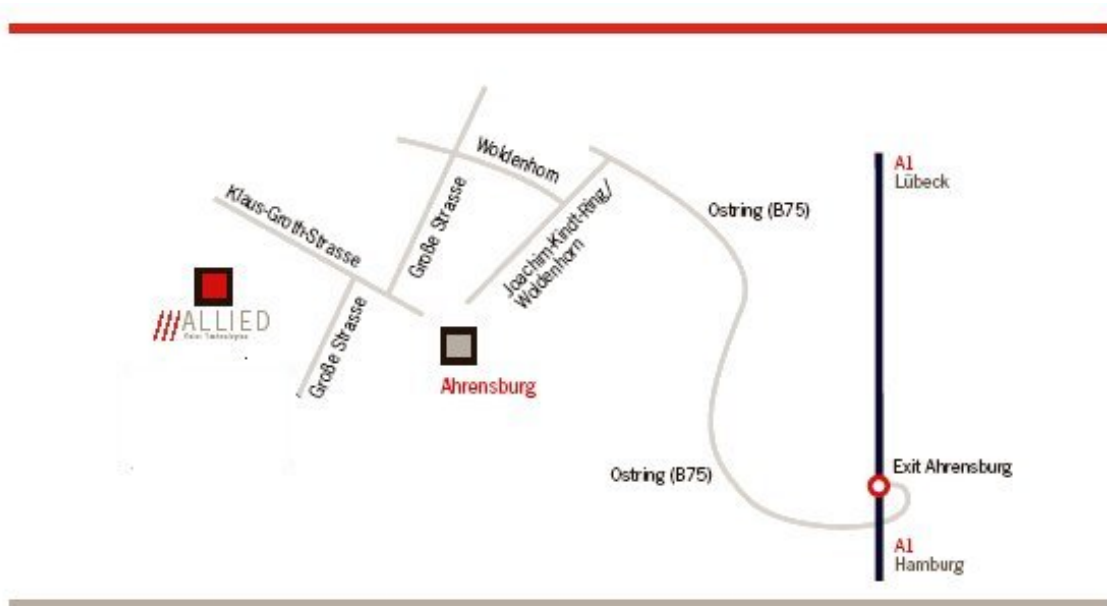 A1
Lübeck
Woldenhorn
Ostring (B75)
Klaus-Groth-Strasse
Große Strasse
Joachim-Kindt-Ring/
Woldenhorn
ALLIED
Große Strasse
Ahrensburg
Exit Ahrensburg
Ostring (B75)
A1
Hamburg